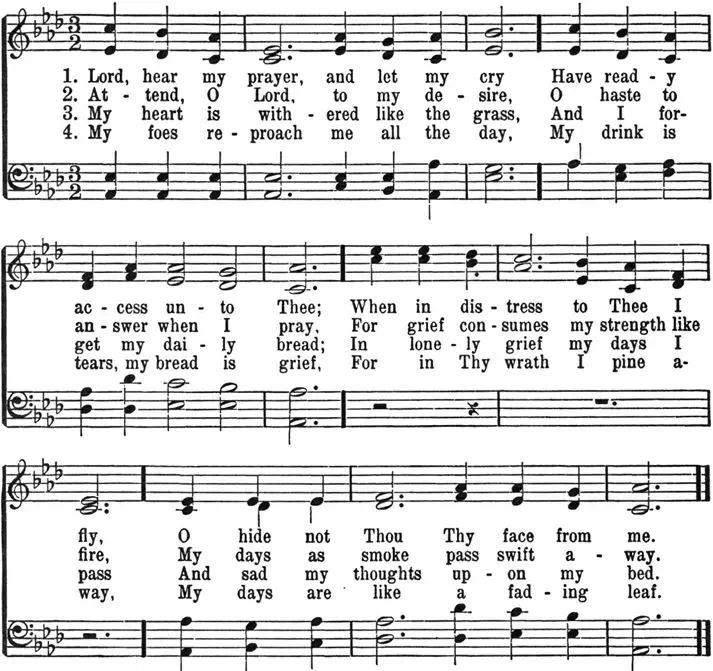 3 2
1. Lord, hear my prayer, and let my cry Have read - y
2. At - tend, O Lord, to my de - sire, O haste to
3. My heart is with - ered like the grass, And I for-
4. My foes re - proach me all the day, My drink is
3 2
ac - cess un - to Thee; When in dis - tress to Thee I
an - swer when I pray, For grief con - sumes my strength like
get my dai - ly bread; In lone - ly grief my days I
tears, my bread is grief, For in Thy wrath I pine a-
fly, O hide not Thou Thy face from me.
fire, My days as smoke pass swift a - way.
pass And sad my thoughts up - on my bed.
way, My days are like a fad - ing leaf.